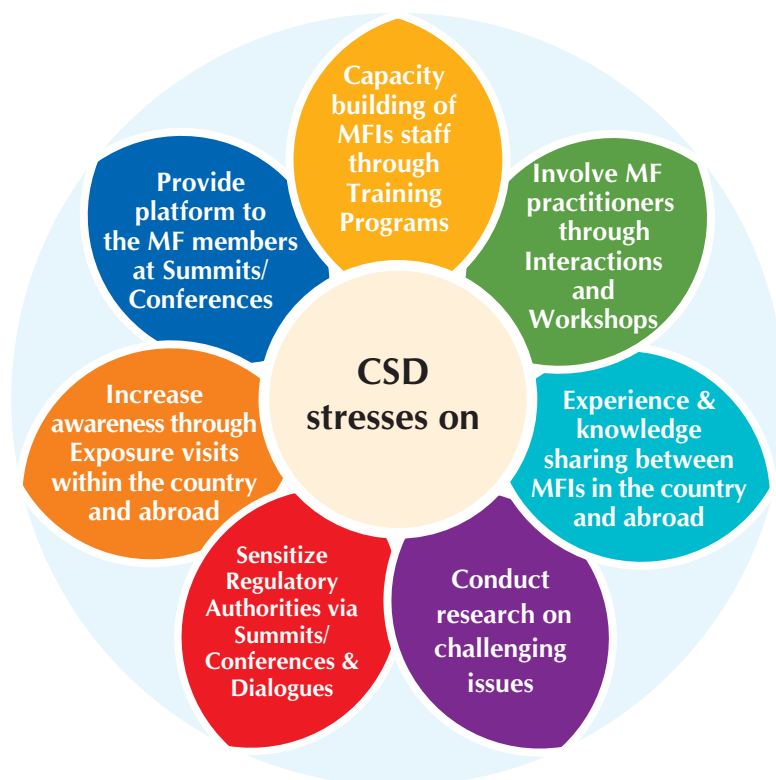 CSD
stresses on
Capacity
building of
MFIs staff
through
Training
Programs
Involve MF
practitioners
through
Interactions
and
Workshops
Experience &
knowledge
sharing between
MFIs in the country
and abroad
Conduct
research on
challenging
issues
Sensitize
Regulatory
Authorities via
Summits/
Conferences &
Dialogues
Increase
awareness through
Exposure visits
within the country
and abroad
Provide
platform to
the MF members
at Summits/
Conferences